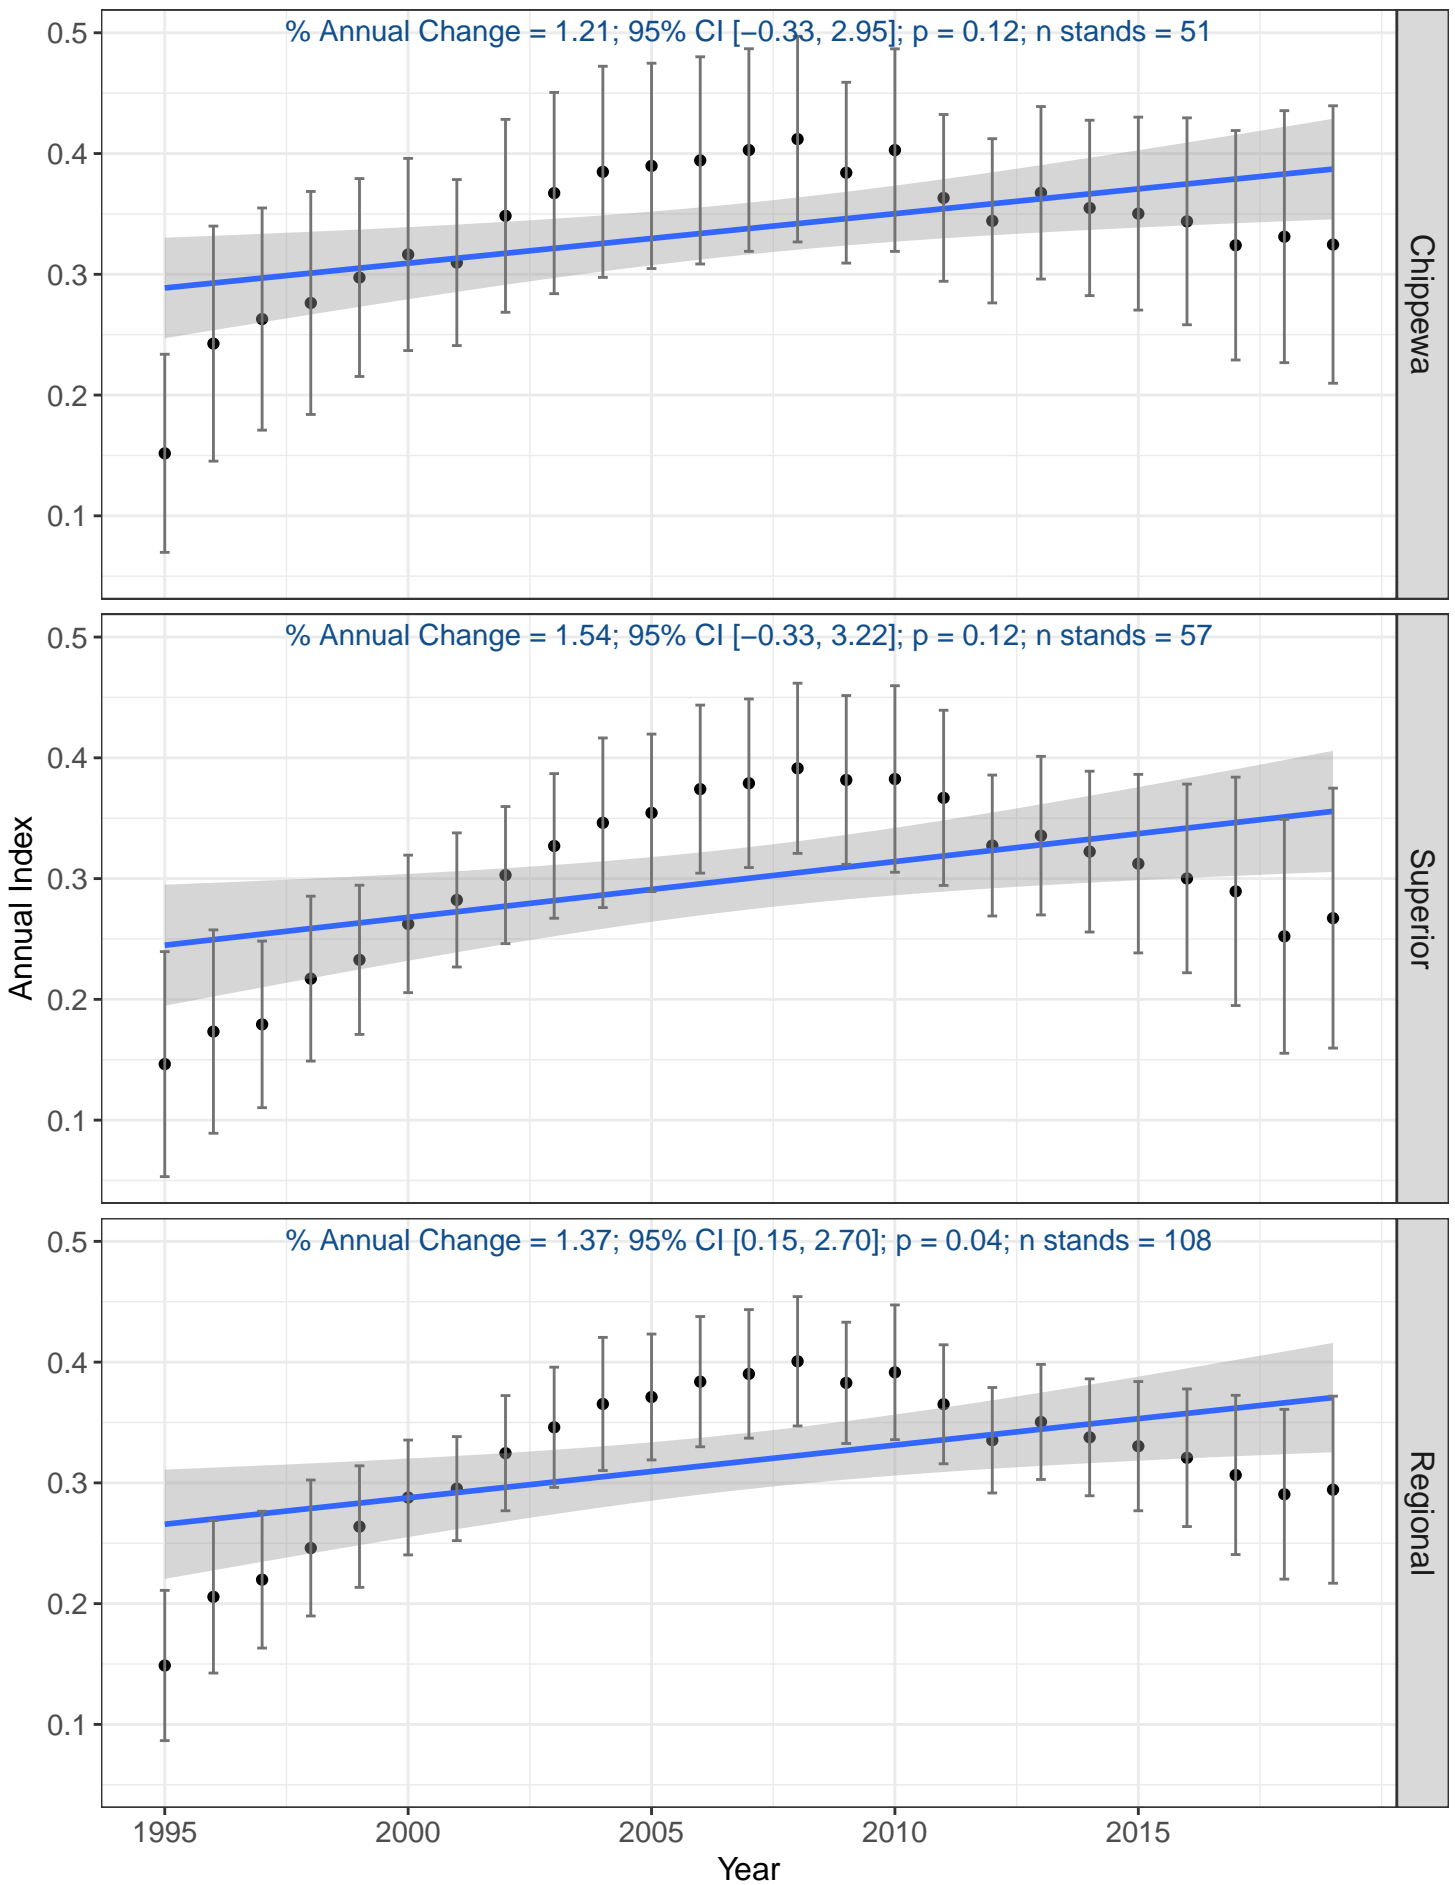 % Annual Change = 1.21; 95% CI [−0.33, 2.95]; p = 0.12; n stands = 51
0.5
0.4
0.3
0.2
0.1
Chippewa
% Annual Change = 1.54; 95% CI [−0.33, 3.22]; p = 0.12; n stands = 57
0.5
0.4
0.3
0.2
0.1
Superior
Annual Index
% Annual Change = 1.37; 95% CI [0.15, 2.70]; p = 0.04; n stands = 108
0.5
0.4
0.3
0.2
0.1
Regional
1995 2000 2005 2010 2015
Year